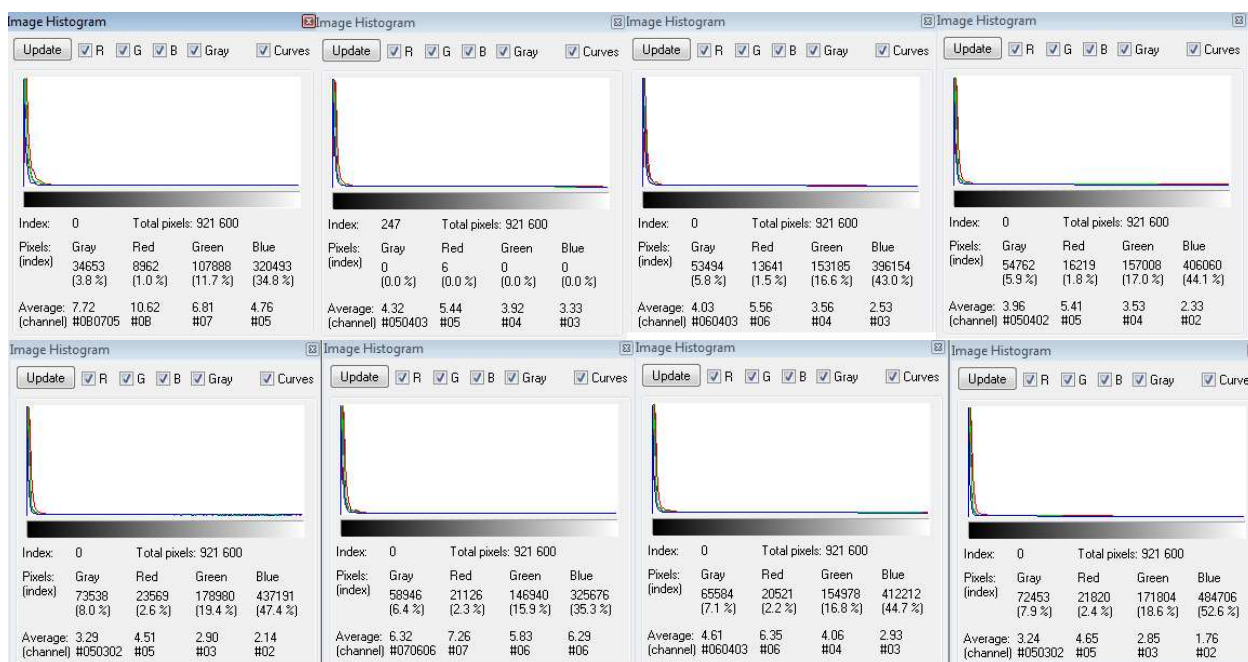 Image Histogram
Update R G B Gray Curves
Index: 0 Total pixels: 921 600
Pixels: Gray Red Green Blue
(index) 34653 8962 107888 320493
(3.8 %) (1.0 %) (11.7 %) (34.8 %)
Average: 7.72 10.62 6.81 4.76
(channel) #0B0705 #0B #07 #05
Image Histogram
Update R G B Gray Curves
Index: 247 Total pixels: 921 600
Pixels: Gray Red Green Blue
(index) 0 6 0 0
(0.0 %) (0.0 %) (0.0 %) (0.0 %)
Average: 4.32 5.44 3.92 3.33
(channel) #050403 #05 #04 #03
Image Histogram
Update R G B Gray Curves
Index: 0 Total pixels: 921 600
Pixels: Gray Red Green Blue
(index) 53494 13641 153185 396154
(5.8 %) (1.5 %) (16.6 %) (43.0 %)
Average: 4.03 5.56 3.56 2.53
(channel) #060403 #06 #04 #03
Image Histogram
Update R G B Gray Curves
Index: 0 Total pixels: 921 600
Pixels: Gray Red Green Blue
(index) 54762 16219 157008 406060
(5.9 %) (1.8 %) (17.0 %) (44.1 %)
Average: 3.96 5.41 3.53 2.33
(channel) #050402 #05 #04 #02
Image Histogram
Update R G B Gray Curves
Index: 0 Total pixels: 921 600
Pixels: Gray Red Green Blue
(index) 73538 23569 178980 437191
(8.0 %) (2.6 %) (19.4 %) (47.4 %)
Average: 3.29 4.51 2.90 2.14
(channel) #050302 #05 #03 #02
Image Histogram
Update R G B Gray Curves
Index: 0 Total pixels: 921 600
Pixels: Gray Red Green Blue
(index) 58946 21126 146940 325676
(6.4 %) (2.3 %) (15.9 %) (35.3 %)
Average: 6.32 7.26 5.83 6.29
(channel) #070606 #07 #06 #06
Image Histogram
Update R G B Gray Curves
Index: 0 Total pixels: 921 600
Pixels: Gray Red Green Blue
(index) 65584 20521 154978 412212
(7.1 %) (2.2 %) (16.8 %) (44.7 %)
Average: 4.61 6.35 4.06 2.93
(channel) #060403 #06 #04 #03
Image Histogram
Update R G B Gray Curve
Index: 0 Total pixels: 921 600
Pixels: Gray Red Green Blue
(index) 72453 21820 171804 484706
(7.9 %) (2.4 %) (18.6 %) (52.6 %)
Average: 3.24 4.65 2.85 1.76
(channel) #050302 #05 #03 #02